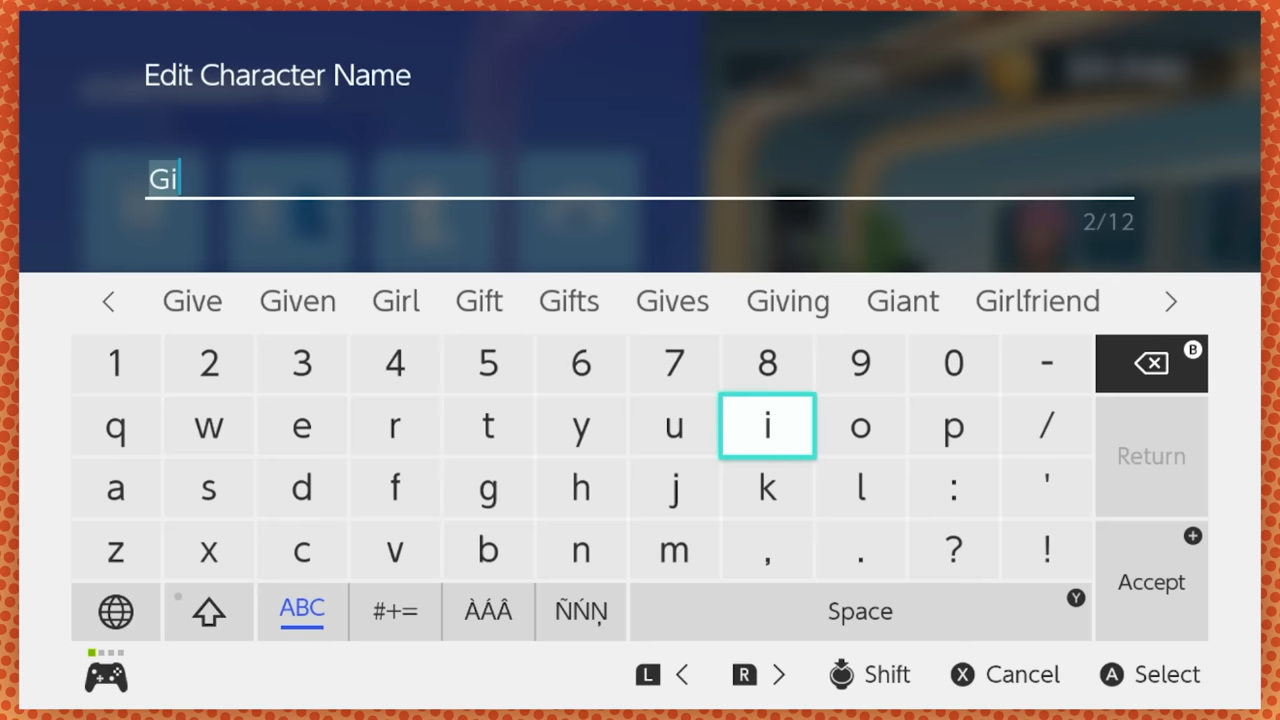 Edit Character Name
Gi
2/12
< Give Given Girl Gift Gifts Gives Giving Giant Girlfriend >
1 2 3 4 5 6 7 8 9 0 - B
q w e r t y u i o p / Return
a s d f g h j k l : '
z x c v b n m , . ? ! + Accept
ABC #+= ÀÁÂ ÑŃŅ Space Y
L < R > Shift X Cancel A Select